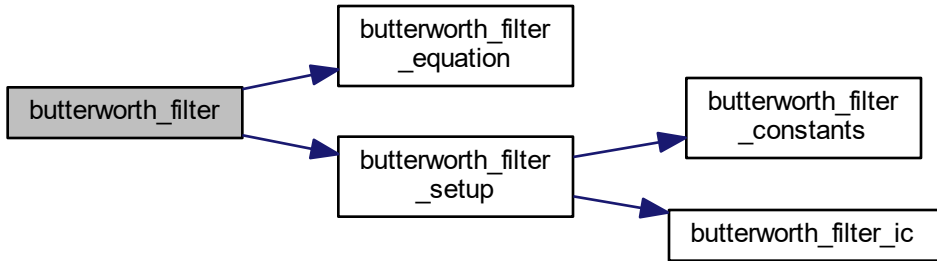 butterworth_filter
butterworth_filter
_equation
butterworth_filter
_setup
butterworth_filter
_constants
butterworth_filter_ic